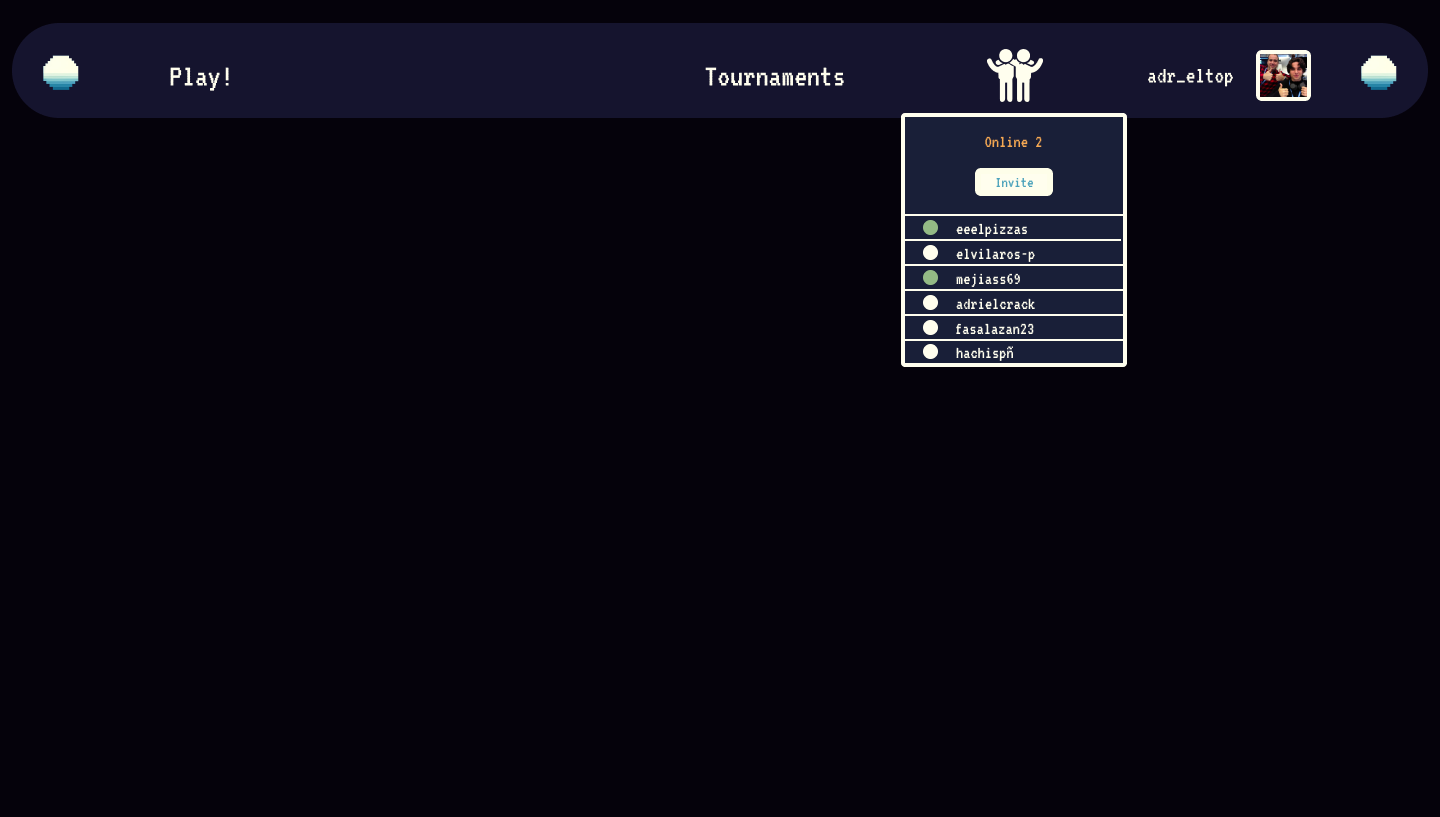 Play!
Tournaments
adr_eltop
Online 2
Invite
eeelpizzas
elvilaros-p
mejiass69
adrielcrack
fasalazan23
hachispñ